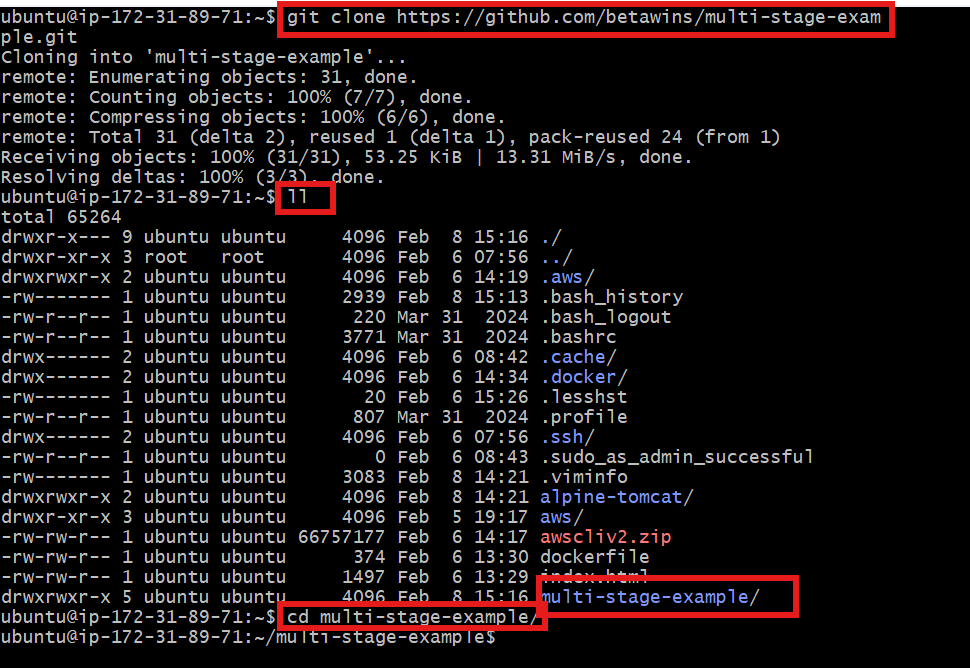 ubuntu@ip-172-31-89-71:~$ git clone https://github.com/betawins/multi-stage-exam
ple.git
Cloning into 'multi-stage-example'...
remote: Enumerating objects: 31, done.
remote: Counting objects: 100% (7/7), done.
remote: Compressing objects: 100% (6/6), done.
remote: Total 31 (delta 2), reused 1 (delta 1), pack-reused 24 (from 1)
Receiving objects: 100% (31/31), 53.25 KiB | 13.31 MiB/s, done.
Resolving deltas: 100% (3/3), done.
ubuntu@ip-172-31-89-71:~$ ll
total 65264
drwxr-x--- 9 ubuntu ubuntu     4096 Feb  8 15:16 ./
drwxr-xr-x 3 root   root       4096 Feb  6 07:56 ../
drwxrwxr-x 2 ubuntu ubuntu     4096 Feb  6 14:19 .aws/
-rw------- 1 ubuntu ubuntu     2939 Feb  8 15:13 .bash_history
-rw-r--r-- 1 ubuntu ubuntu      220 Mar 31  2024 .bash_logout
-rw-r--r-- 1 ubuntu ubuntu     3771 Mar 31  2024 .bashrc
drwx------ 2 ubuntu ubuntu     4096 Feb  6 08:42 .cache/
drwx------ 2 ubuntu ubuntu     4096 Feb  6 14:34 .docker/
-rw------- 1 ubuntu ubuntu       20 Feb  6 15:26 .lesshst
-rw-r--r-- 1 ubuntu ubuntu      807 Mar 31  2024 .profile
drwx------ 2 ubuntu ubuntu     4096 Feb  6 07:56 .ssh/
-rw-r--r-- 1 ubuntu ubuntu        0 Feb  6 08:43 .sudo_as_admin_successful
-rw------- 1 ubuntu ubuntu     3083 Feb  8 14:21 .viminfo
drwxrwxr-x 2 ubuntu ubuntu     4096 Feb  8 14:21 alpine-tomcat/
drwxr-xr-x 3 ubuntu ubuntu     4096 Feb  5 19:17 aws/
-rw-rw-r-- 1 ubuntu ubuntu 66757177 Feb  6 14:17 awscliv2.zip
-rw-rw-r-- 1 ubuntu ubuntu      374 Feb  6 13:30 dockerfile
-rw-rw-r-- 1 ubuntu ubuntu     1497 Feb  6 13:29 index.html
drwxrwxr-x 5 ubuntu ubuntu     4096 Feb  8 15:16 multi-stage-example/
ubuntu@ip-172-31-89-71:~$ cd multi-stage-example/
ubuntu@ip-172-31-89-71:~/multi-stage-example$